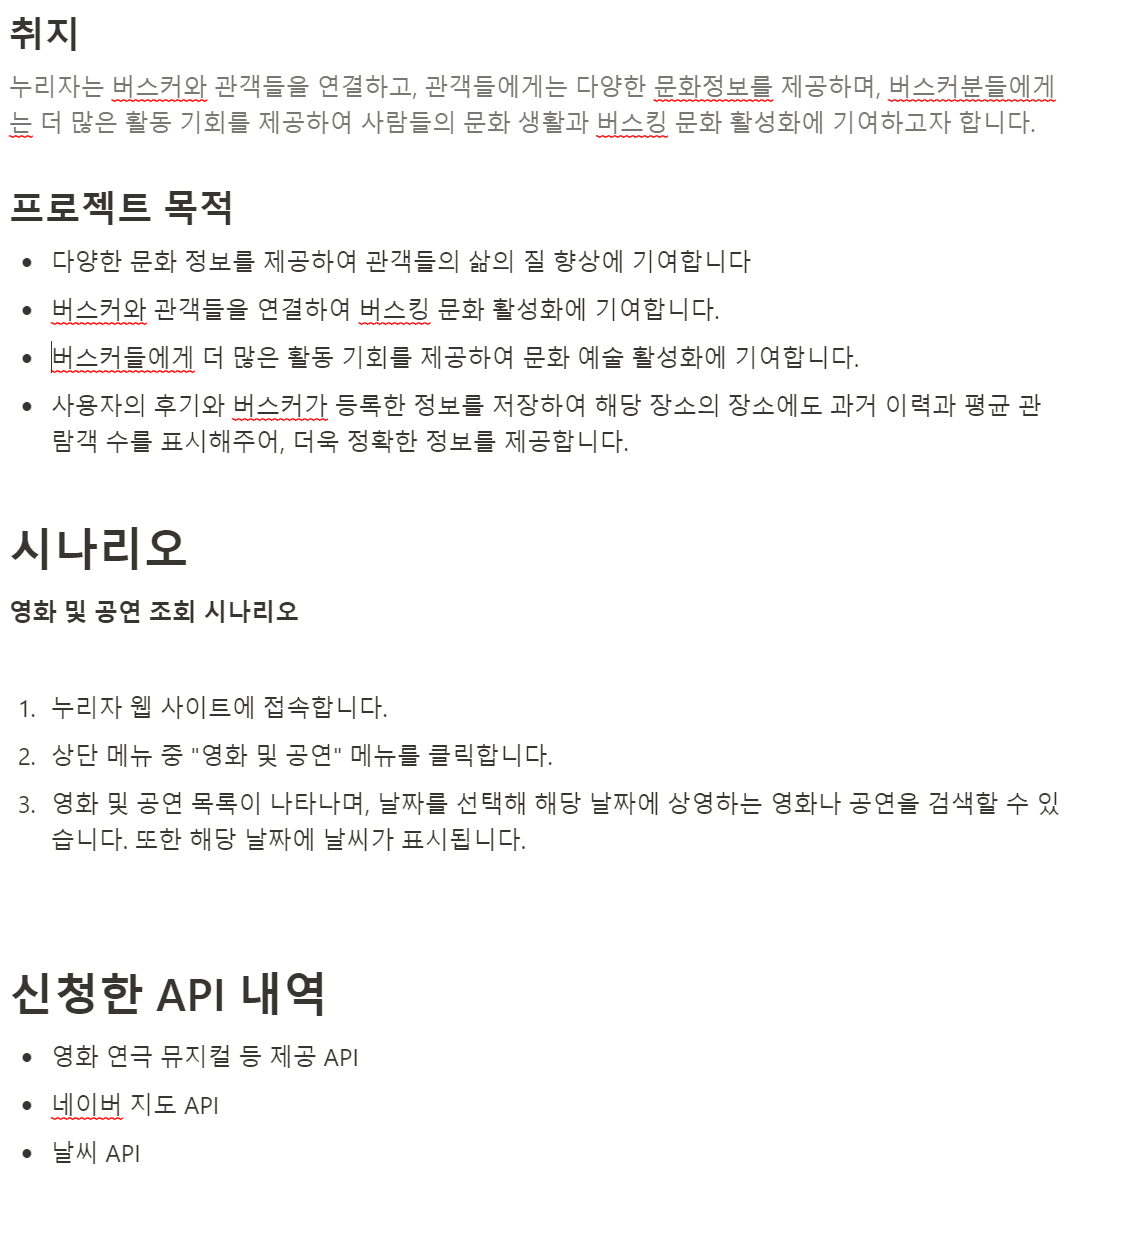 취지
누리자는 버스커와 관객들을 연결하고, 관객들에게는 다양한 문화정보를 제공하며, 버스커분들에게
는 더 많은 활동 기회를 제공하여 사람들의 문화 생활과 버스킹 문화 활성화에 기여하고자 합니다.
프로젝트 목적
• 다양한 문화 정보를 제공하여 관객들의 삶의 질 향상에 기여합니다
• 버스커와 관객들을 연결하여 버스킹 문화 활성화에 기여합니다.
• 버스커들에게 더 많은 활동 기회를 제공하여 문화 예술 활성화에 기여합니다.
• 사용자의 후기와 버스커가 등록한 정보를 저장하여 해당 장소의 장소에도 과거 이력과 평균 관
람객 수를 표시해주어, 더욱 정확한 정보를 제공합니다.
시나리오
영화 및 공연 조회 시나리오
1. 누리자 웹 사이트에 접속합니다.
2. 상단 메뉴 중 "영화 및 공연" 메뉴를 클릭합니다.
3. 영화 및 공연 목록이 나타나며, 날짜를 선택해 해당 날짜에 상영하는 영화나 공연을 검색할 수 있
습니다. 또한 해당 날짜에 날씨가 표시됩니다.
신청한 API 내역
• 영화 연극 뮤지컬 등 제공 API
• 네이버 지도 API
• 날씨 API